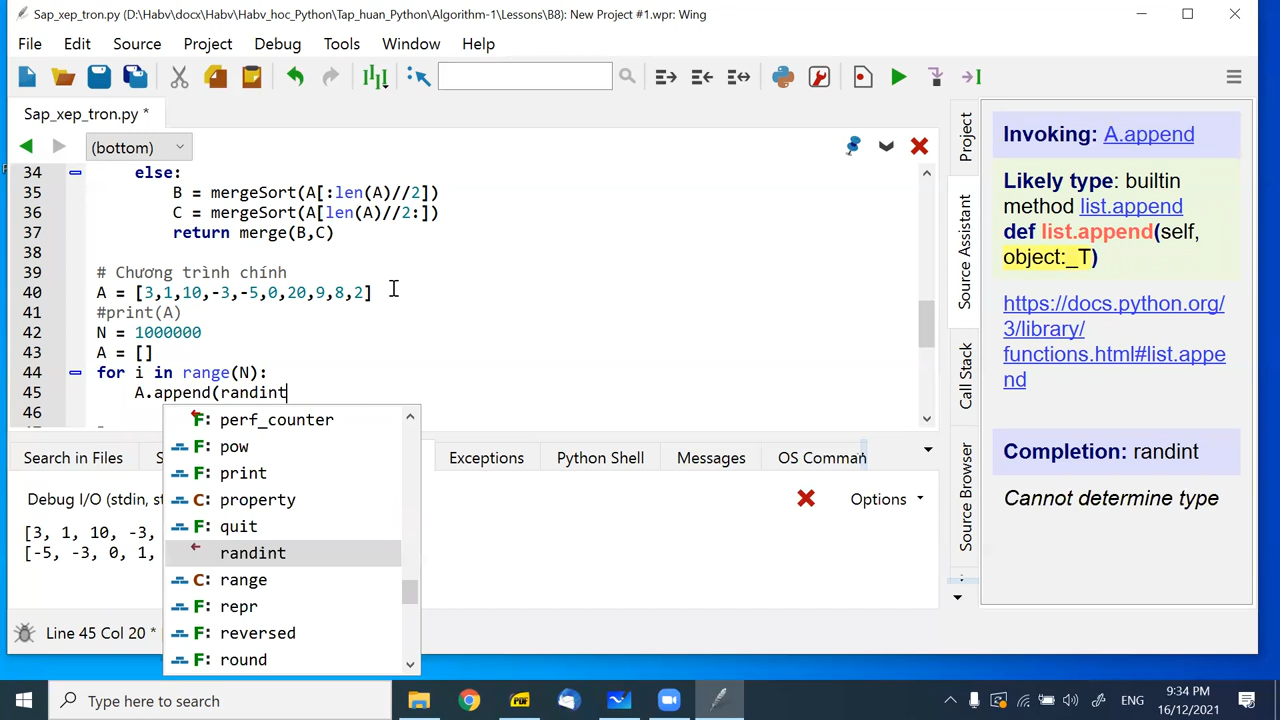 Sap_xep_tron.py (D:\Habv\docx\Habv\Habv_hoc_Python\Tap_huan_Python\Algorithm-1\Lessons\B8): New Project #1.wpr: Wing
File Edit Source Project Debug Tools Window Help
Sap_xep_tron.py *
(bottom)
34 else:
35 B = mergeSort(A[:len(A)//2])
36 C = mergeSort(A[len(A)//2:])
37 return merge(B,C)
38
39 # Chương trình chính
40 A = [3,1,10,-3,-5,0,20,9,8,2]
41 #print(A)
42 N = 1000000
43 A = []
44 for i in range(N):
45 A.append(randint
46
F: perf_counter
F: pow
F: print
C: property
F: quit
randint
C: range
F: repr
F: reversed
F: round
Search in Files
Exceptions
Python Shell
Messages
OS Comman
Debug I/O (stdin, st
Options
[3, 1, 10, -3,
[-5, -3, 0, 1,
Line 45 Col 20 *
Project
Source Assistant
Call Stack
Source Browser
Invoking: A.append
Likely type: builtin
method list.append
def list.append(self,
object:_T)
https://docs.python.org/
3/library/
functions.html#list.appe
nd
Completion: randint
Cannot determine type
Type here to search
PDF
ENG
9:34 PM
16/12/2021